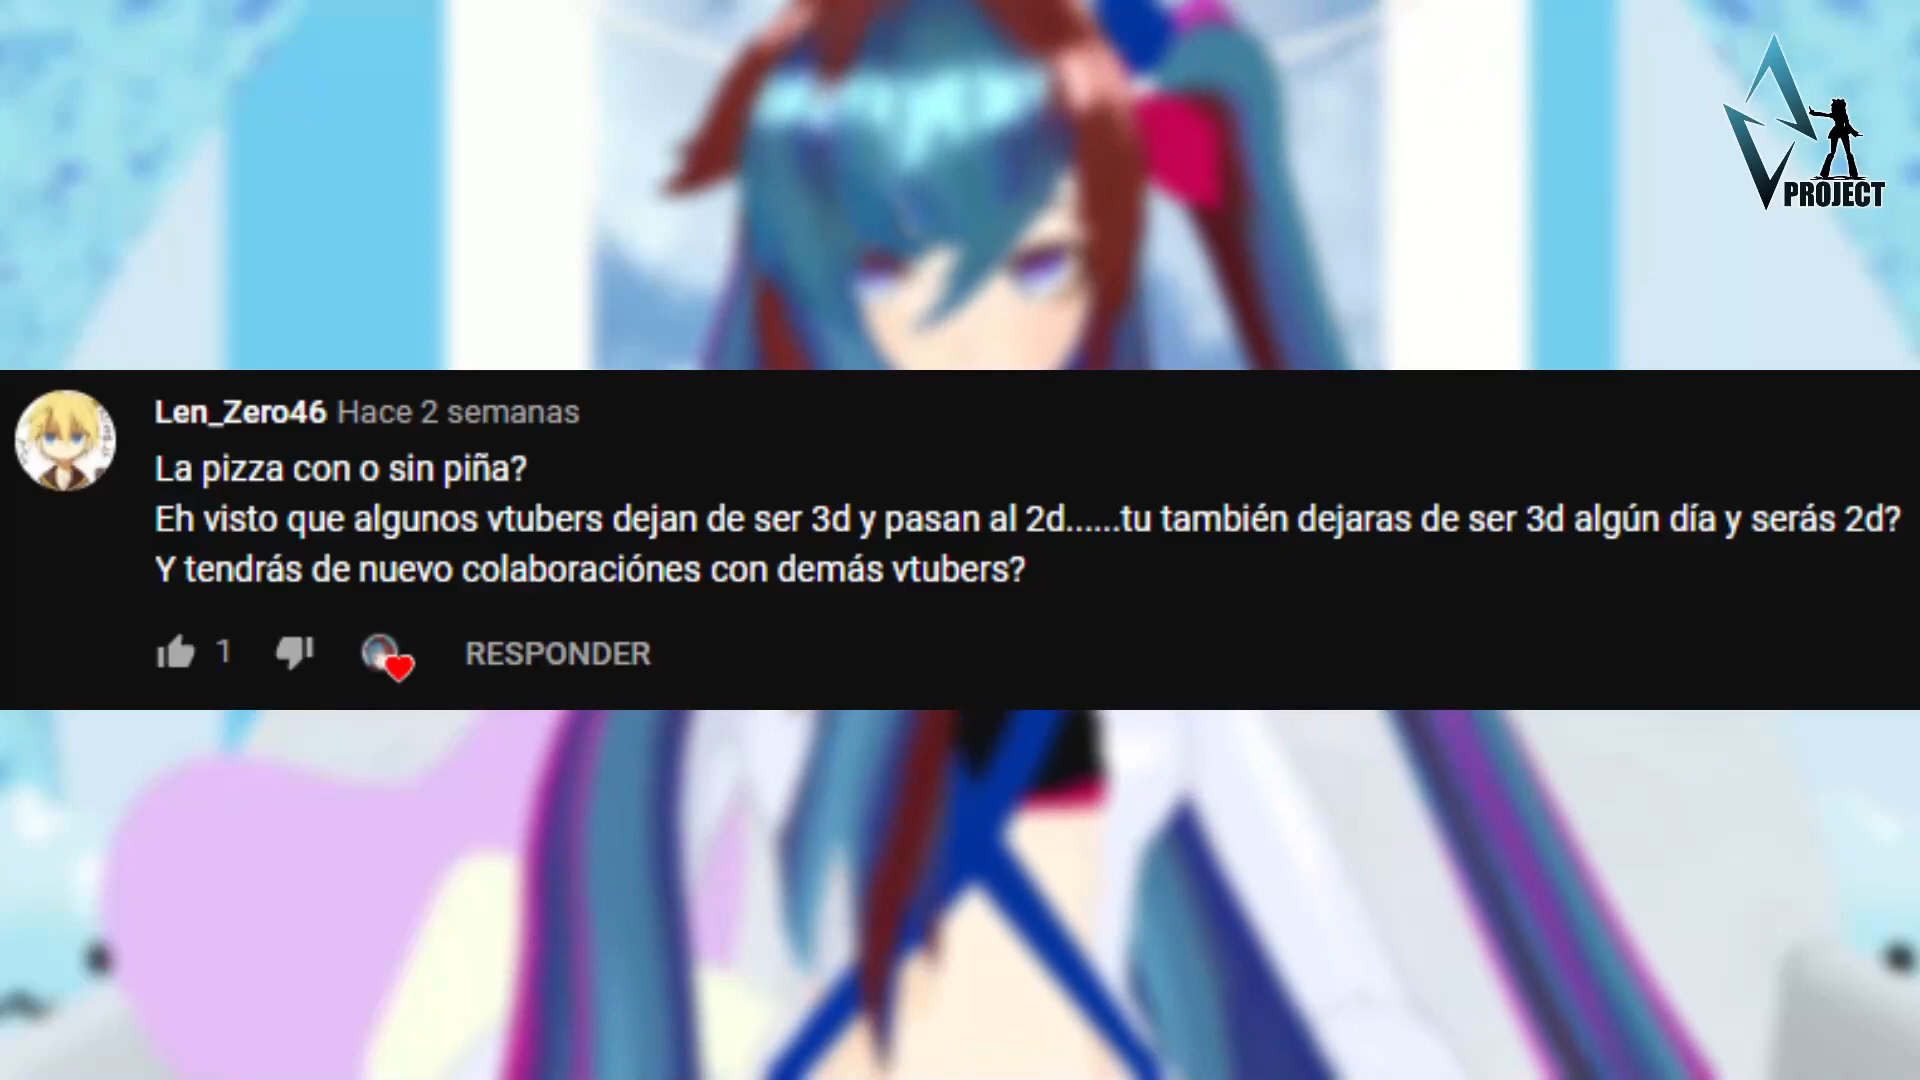 PROJECT
Len_Zero46 Hace 2 semanas
La pizza con o sin piña?
Eh visto que algunos vtubers dejan de ser 3d y pasan al 2d......tu también dejaras de ser 3d algún día y serás 2d?
Y tendrás de nuevo colaboraciónes con demás vtubers?
1 RESPONDER